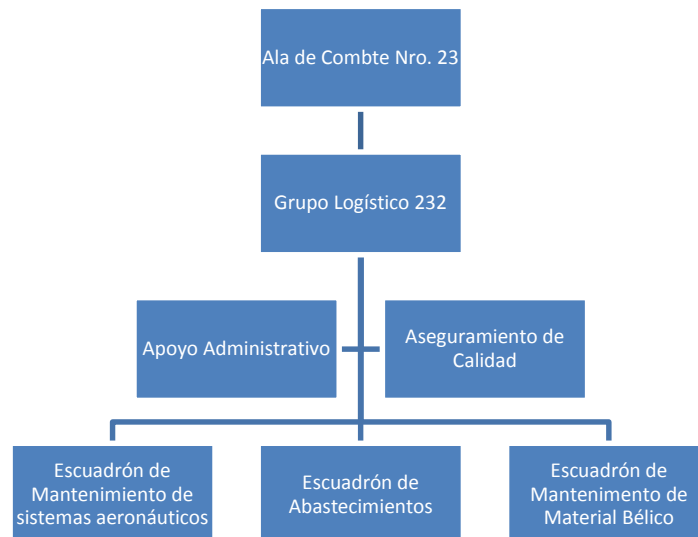 Ala de Combte Nro. 23
Grupo Logístico 232
Apoyo Administrativo
Aseguramiento de
Calidad
Escuadrón de
Mantenimiento de
sistemas aeronáuticos
Escuadrón de
Abastecimientos
Escuadrón de
Mantenimento de
Material Bélico